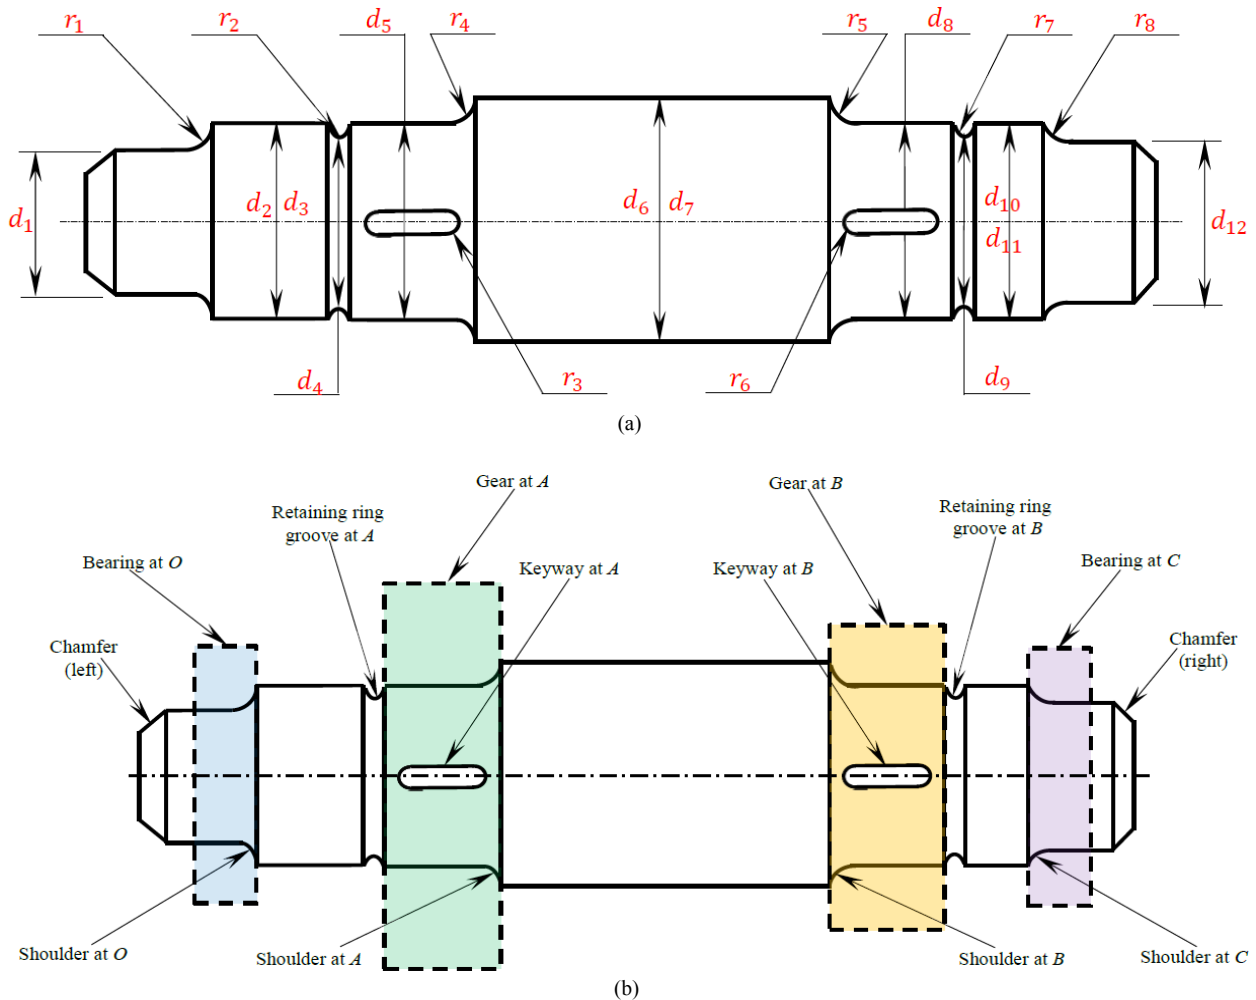 r₁
r₂
d₅
r₄
r₅
d₈
r₇
r₈
d₁
d₂ d₃
d₆ d₇
d₁₀
d₁₁
d₁₂
d₄
r₃
r₆
d₉
(a)
Gear at A
Gear at B
Retaining ring
groove at A
Retaining ring
groove at B
Bearing at O
Keyway at A
Keyway at B
Bearing at C
Chamfer
(left)
Chamfer
(right)
Shoulder at O
Shoulder at A
Shoulder at B
Shoulder at C
(b)